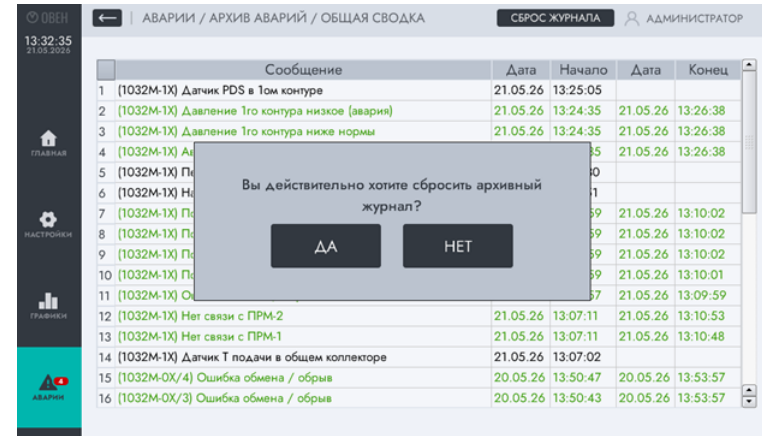 ОВЕН
АВАРИИ / АРХИВ АВАРИЙ / ОБЩАЯ СВОДКА
СБРОС ЖУРНАЛА
АДМИНИСТРАТОР
13:32:35
21.05.2026
ГЛАВНАЯ
НАСТРОЙКИ
ГРАФИКИ
4
АВАРИИ
Сообщение Дата Начало Дата Конец
1 (1032М-1Х) Датчик PDS в 1ом контуре 21.05.26 13:25:05
2 (1032М-1Х) Давление 1го контура низкое (авария) 21.05.26 13:24:35 21.05.26 13:26:38
3 (1032М-1Х) Давление 1го контура ниже нормы 21.05.26 13:24:35 21.05.26 13:26:38
4 (1032М-1Х) 21.05.26 13:26:38
5 (1032М-1Х)
6 (1032М-1Х)
7 (1032М-1Х) 21.05.26 13:10:02
8 (1032М-1Х) 21.05.26 13:10:02
9 (1032М-1Х) 21.05.26 13:10:02
10 (1032М-1Х) 21.05.26 13:10:01
11 (1032М-1Х) 21.05.26 13:09:59
12 (1032М-1Х) Нет связи с ПРМ-2 21.05.26 13:07:11 21.05.26 13:10:53
13 (1032М-1Х) Нет связи с ПРМ-1 21.05.26 13:07:11 21.05.26 13:10:48
14 (1032М-1Х) Датчик Т подачи в общем коллекторе 21.05.26 13:07:02
15 (1032М-0Х/4) Ошибка обмена / обрыв 20.05.26 13:50:47 20.05.26 13:53:57
16 (1032М-0Х/3) Ошибка обмена / обрыв 20.05.26 13:50:43 20.05.26 13:53:57
Вы действительно хотите сбросить архивный
журнал?
ДА
НЕТ